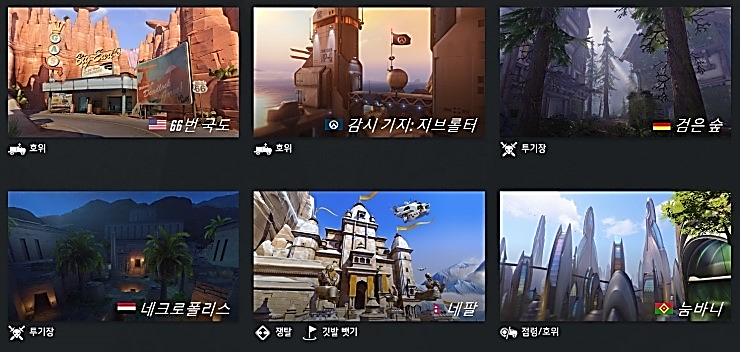 66번 국도
감시 기지: 지브롤터
검은 숲
호위
호위
투기장
네크로폴리스
네팔
눔바니
투기장
쟁탈 깃발 뺏기
점령/호위